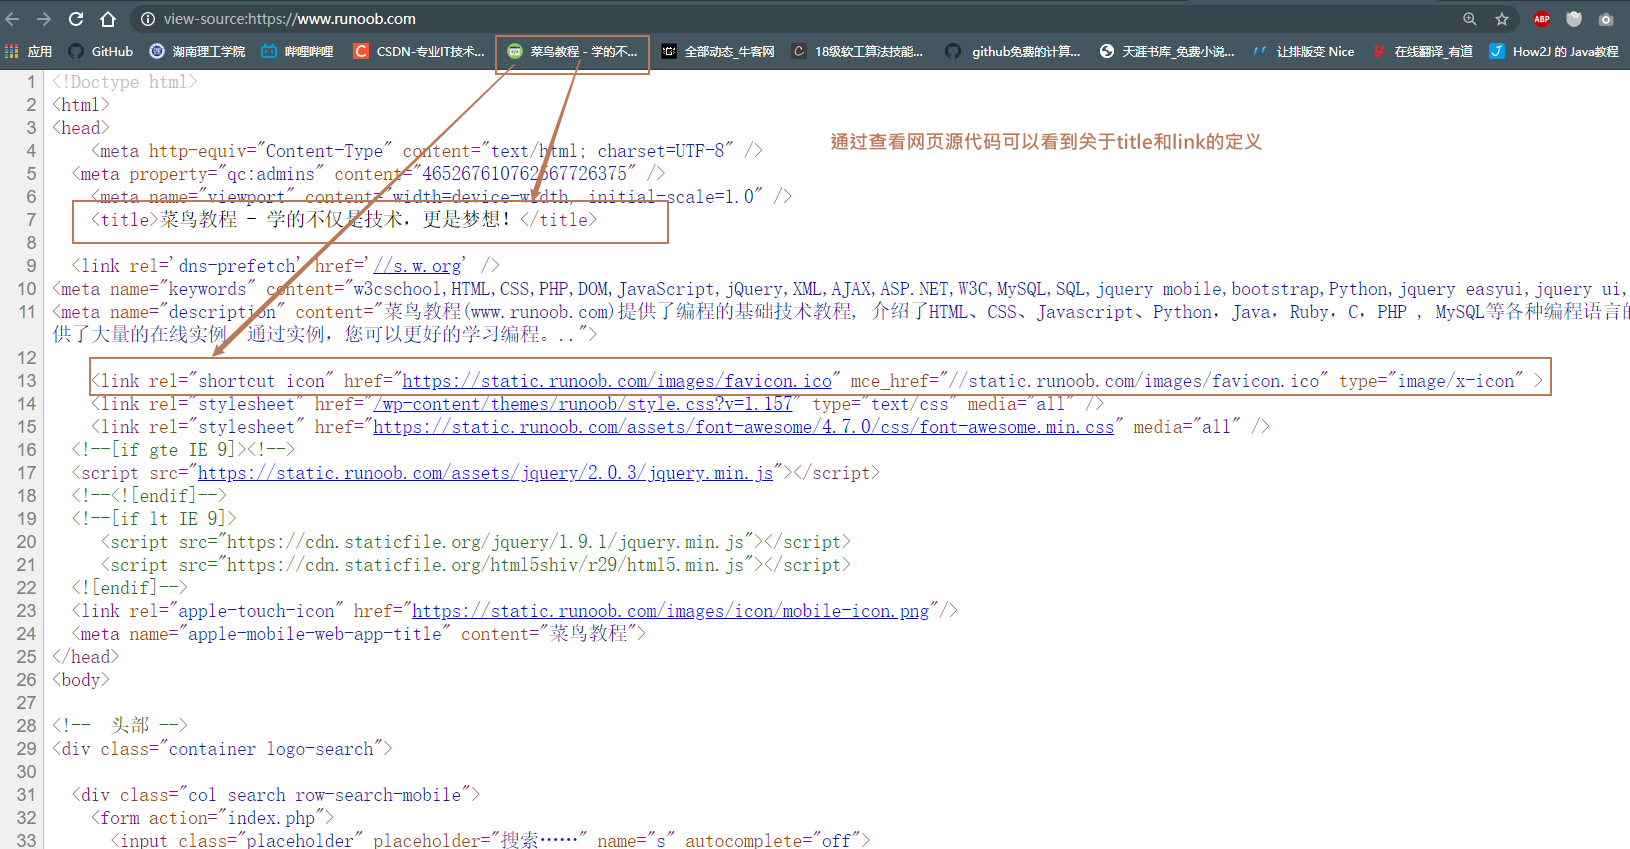 view-source:https://www.runoob.com
应用 GitHub 湖南理工学院 哔哩哔哩 CSDN-专业IT技术... 菜鸟教程 - 学的不... 全部动态_牛客网 18级软工算法技能... github免费的计算... 天涯书库_免费小说... 让排版变 Nice 在线翻译_有道 How2J 的 Java教程
通过查看网页源代码可以看到关于title和link的定义
1 <!Doctype html>
2 <html>
3 <head>
4 <meta http-equiv="Content-Type" content="text/html; charset=UTF-8" />
5 <meta property="qc:admins" content="465267610762567726375" />
6 <meta name="viewport" content="width=device-width, initial-scale=1.0" />
7 <title>菜鸟教程 - 学的不仅是技术，更是梦想！</title>
8
9 <link rel='dns-prefetch' href='//s.w.org' />
10 <meta name="keywords" content="w3cschool,HTML,CSS,PHP,DOM,JavaScript,jQuery,XML,AJAX,ASP.NET,W3C,MySQL,SQL,jquery mobile,bootstrap,Python,jquery easyui,jquery ui,
11 <meta name="description" content="菜鸟教程(www.runoob.com)提供了编程的基础技术教程, 介绍了HTML、CSS、Javascript、Python，Java，Ruby，C，PHP , MySQL等各种编程语言的
供了大量的在线实例，通过实例，您可以更好的学习编程。..">
12
13 <link rel="shortcut icon" href="https://static.runoob.com/images/favicon.ico" mce_href="//static.runoob.com/images/favicon.ico" type="image/x-icon" >
14 <link rel="stylesheet" href="/wp-content/themes/runoob/style.css?v=1.157" type="text/css" media="all" />
15 <link rel="stylesheet" href="https://static.runoob.com/assets/font-awesome/4.7.0/css/font-awesome.min.css" media="all" />
16 <!--[if gte IE 9]><!-->
17 <script src="https://static.runoob.com/assets/jquery/2.0.3/jquery.min.js"></script>
18 <!--<![endif]-->
19 <!--[if lt IE 9]>
20 <script src="https://cdn.staticfile.org/jquery/1.9.1/jquery.min.js"></script>
21 <script src="https://cdn.staticfile.org/html5shiv/r29/html5.min.js"></script>
22 <![endif]-->
23 <link rel="apple-touch-icon" href="https://static.runoob.com/images/icon/mobile-icon.png"/>
24 <meta name="apple-mobile-web-app-title" content="菜鸟教程">
25 </head>
26 <body>
27
28 <!--  头部 -->
29 <div class="container logo-search">
30
31 <div class="col search row-search-mobile">
32 <form action="index.php">
33 <input class="placeholder" placeholder="搜索……" name="s" autocomplete="off">